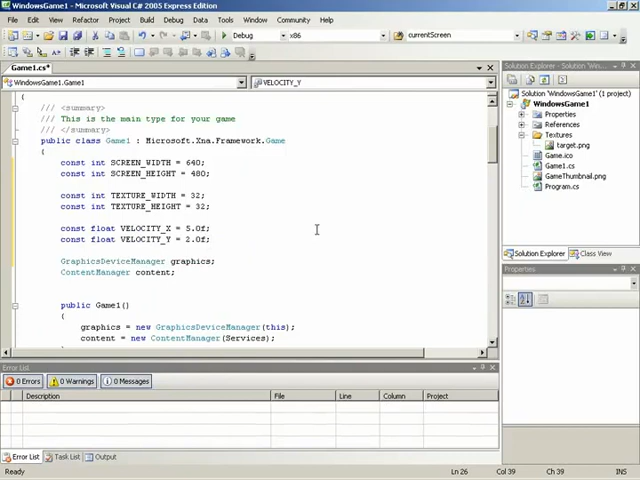 WindowsGame1 - Microsoft Visual C# 2005 Express Edition
File Edit View Refactor Project Build Debug Data Tools Window Community Help
Debug x86 currentScreen
Game1.cs*
WindowsGame1.Game1 VELOCITY_Y
{
/// <summary>
/// This is the main type for your game
/// </summary>
public class Game1 : Microsoft.Xna.Framework.Game
{
const int SCREEN_WIDTH = 640;
const int SCREEN_HEIGHT = 480;
const int TEXTURE_WIDTH = 32;
const int TEXTURE_HEIGHT = 32;
const float VELOCITY_X = 5.0f;
const float VELOCITY_Y = 2.0f;
GraphicsDeviceManager graphics;
ContentManager content;
public Game1()
{
graphics = new GraphicsDeviceManager(this);
content = new ContentManager(Services);
Solution Explorer - WindowsGame1
Solution 'WindowsGame1' (1 project)
WindowsGame1
Properties
References
Textures
target.png
Game.ico
Game1.cs
GameThumbnail.png
Program.cs
Solution Explorer Class View
Properties
Error List
0 Errors 0 Warnings 0 Messages
Description File Line Column Project
Error List Task List Output
Ready Ln 26 Col 39 Ch 39 INS